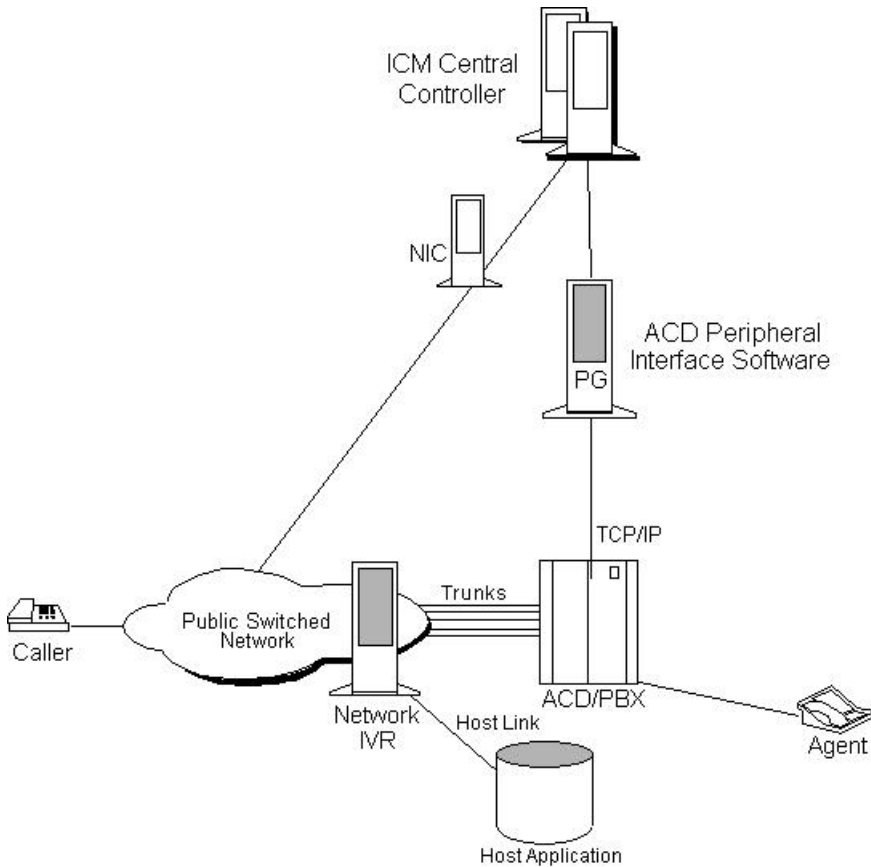 ICM Central
Controller
NIC
ACD Peripheral
Interface Software
PG
TCP/IP
Trunks
Public Switched
Network
Caller
Network
IVR
ACD/PBX
Host Link
Agent
Host Application